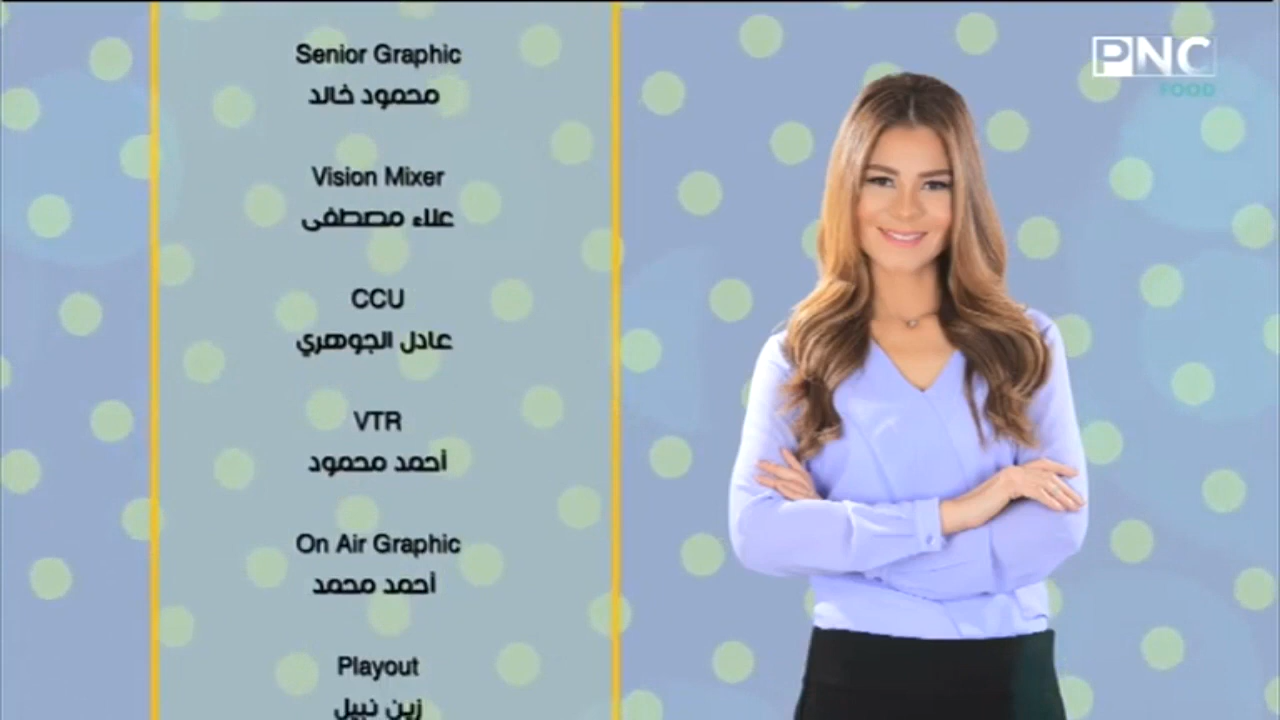 PNC
FOOD
Senior Graphic
محمود خالد
Vision Mixer
علاء مصطفى
CCU
عادل الجوهري
VTR
أحمد محمود
On Air Graphic
أحمد محمد
Playout
زين نبيل